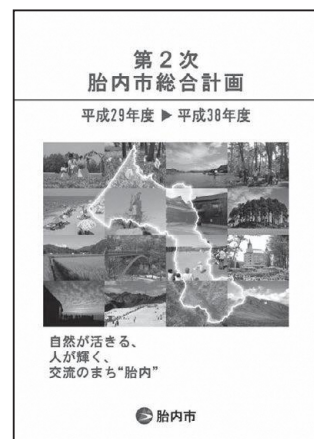 第２次
胎内市総合計画
平成29年度 ▶ 平成38年度
自然が活きる、
人が輝く、
交流のまち“胎内”
胎内市